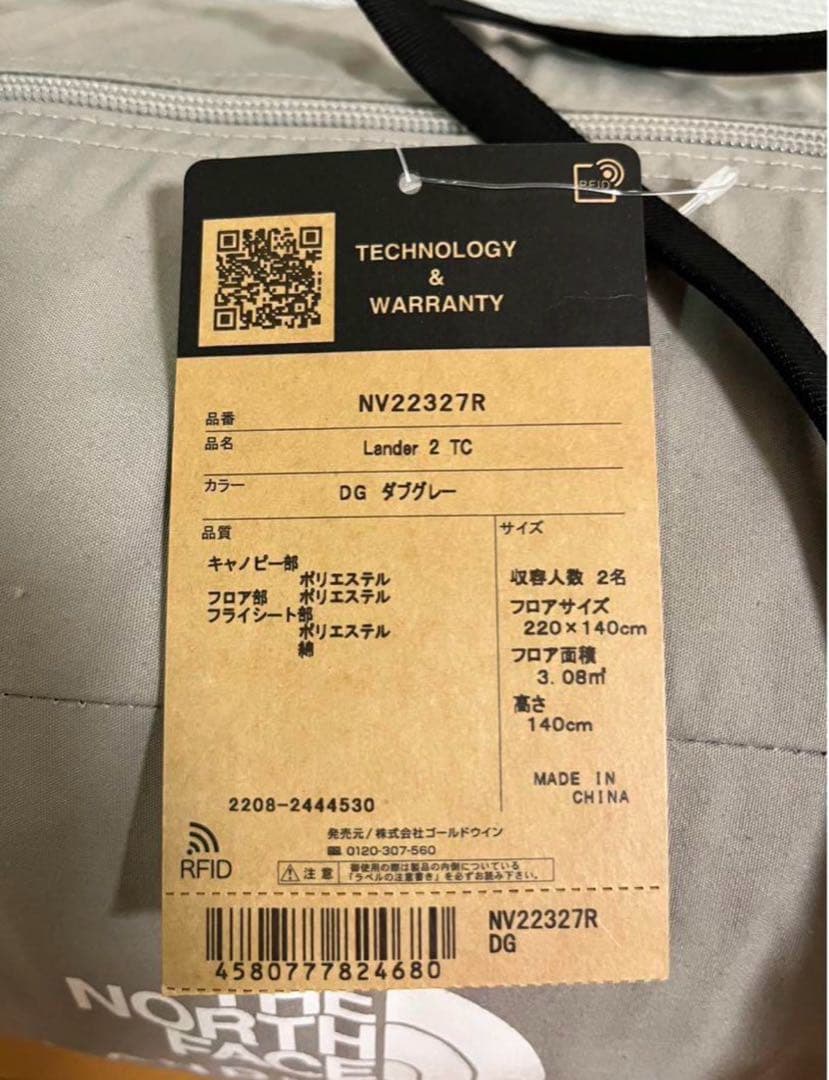 RFID
TECHNOLOGY
&
WARRANTY
品番 NV22327R
品名 Lander 2 TC
カラー DG ダブグレー
品質
キャノピー部
ポリエステル
フロア部 ポリエステル
フライシート部
ポリエステル
綿
サイズ
収容人数 2名
フロアサイズ
220×140cm
フロア面積
3.08㎡
高さ
140cm
MADE IN
CHINA
2208-2444530
発売元/株式会社ゴールドウイン
0120-307-560
RFID
注意
御使用の際は製品の内側についている
「ラベルの注意書き」を必ずお読み下さい。
4580777824680
NV22327R
DG
THE
NORTH
FACE